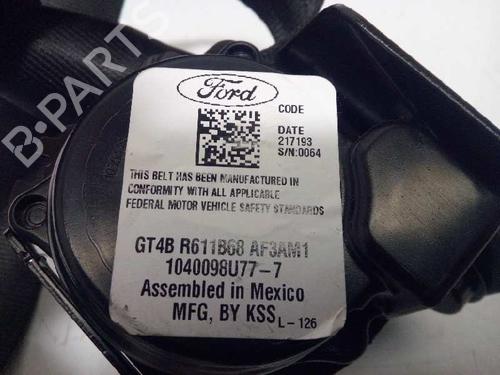 B-PARTS
Ford
CODE
DATE
217193
S/N:0064
THIS BELT HAS BEEN MANUFACTURED IN
CONFORMITY WITH ALL APPLICABLE
FEDERAL MOTOR VEHICLE SAFETY STANDARDS
GT4B R611B68 AF3AM1
1040098U77-7
Assembled in Mexico
MFG, BY KSS
L-126